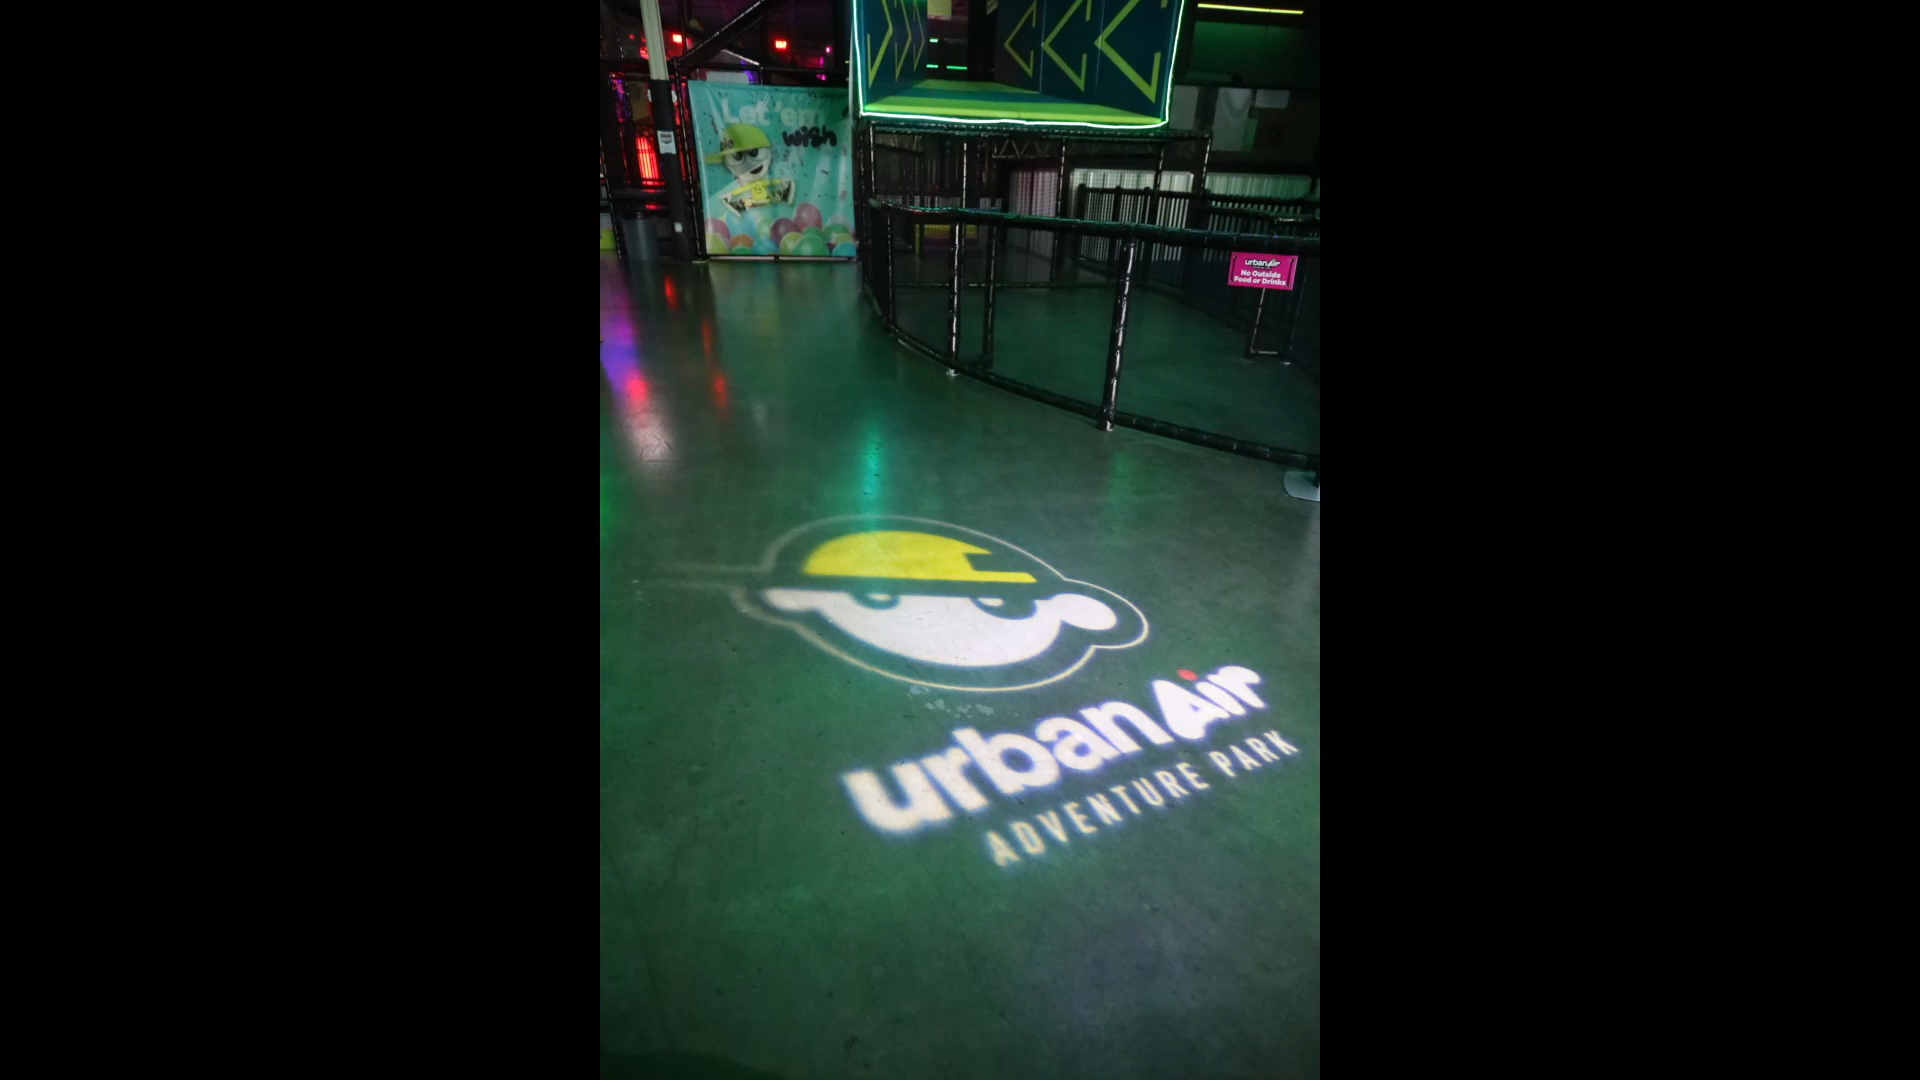 Let 'em
wish
urbanAir
No Outside
Food or Drinks
urbanAir
ADVENTURE PARK